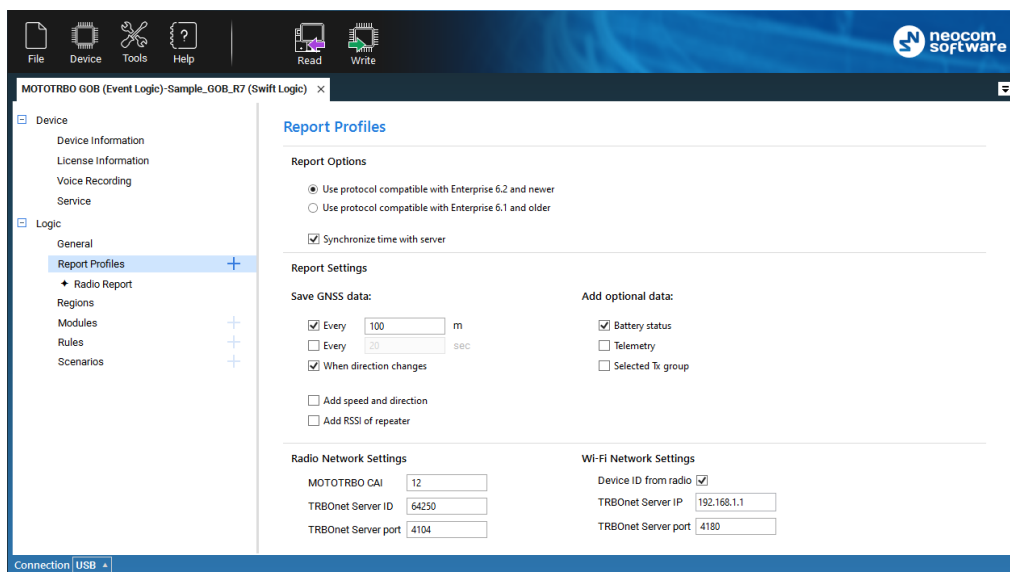 File Device Tools Help Read Write
neocom
software
MOTOTRBO GOB (Event Logic)-Sample_GOB_R7 (Swift Logic) ×
Device
Device Information
License Information
Voice Recording
Service
Logic
General
Report Profiles
Radio Report
Regions
Modules
Rules
Scenarios
Report Profiles
Report Options
Use protocol compatible with Enterprise 6.2 and newer
Use protocol compatible with Enterprise 6.1 and older
Synchronize time with server
Report Settings
Save GNSS data:
Every 100 m
Every 20 sec
When direction changes
Add speed and direction
Add RSSI of repeater
Add optional data:
Battery status
Telemetry
Selected Tx group
Radio Network Settings
MOTOTRBO CAI 12
TRBOnet Server ID 64250
TRBOnet Server port 4104
Wi-Fi Network Settings
Device ID from radio
TRBOnet Server IP 192.168.1.1
TRBOnet Server port 4180
Connection USB